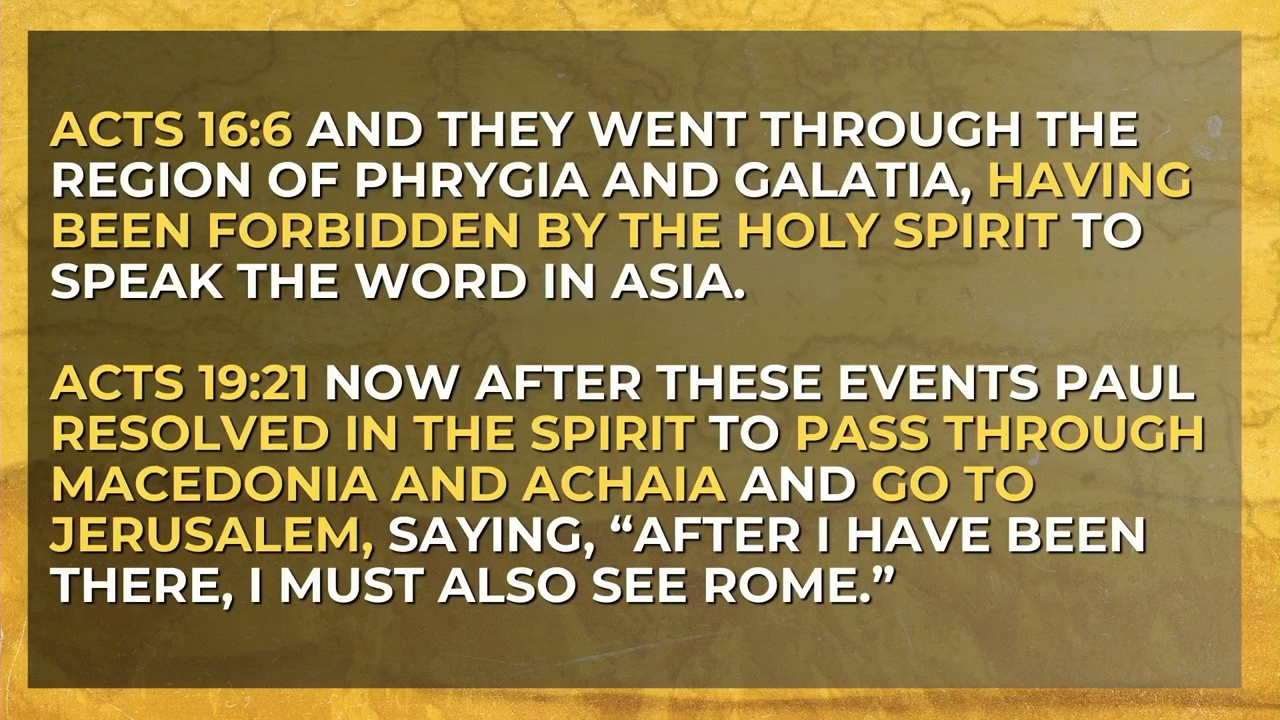 ACTS 16:6 AND THEY WENT THROUGH THE
REGION OF PHRYGIA AND GALATIA, HAVING
BEEN FORBIDDEN BY THE HOLY SPIRIT TO
SPEAK THE WORD IN ASIA.
ACTS 19:21 NOW AFTER THESE EVENTS PAUL
RESOLVED IN THE SPIRIT TO PASS THROUGH
MACEDONIA AND ACHAIA AND GO TO
JERUSALEM, SAYING, “AFTER I HAVE BEEN
THERE, I MUST ALSO SEE ROME.”